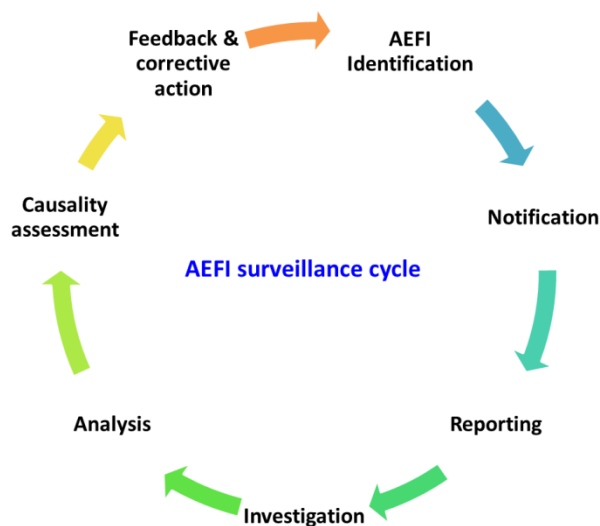 Feedback &
corrective
action
AEFI
Identification
Notification
Reporting
Investigation
Analysis
Causality
assessment
AEFI surveillance cycle